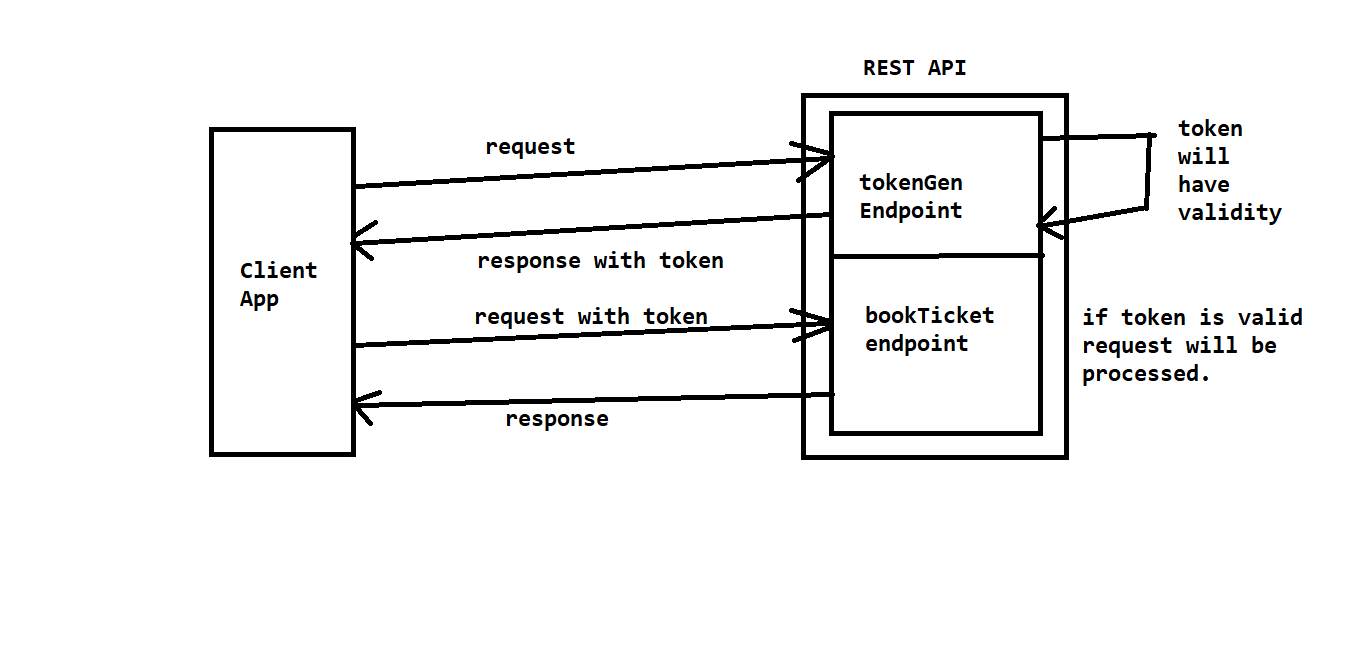 REST API
request
tokenGen
Endpoint
token
will
have
validity
response with token
Client
App
request with token
bookTicket
endpoint
if token is valid
request will be
processed.
response